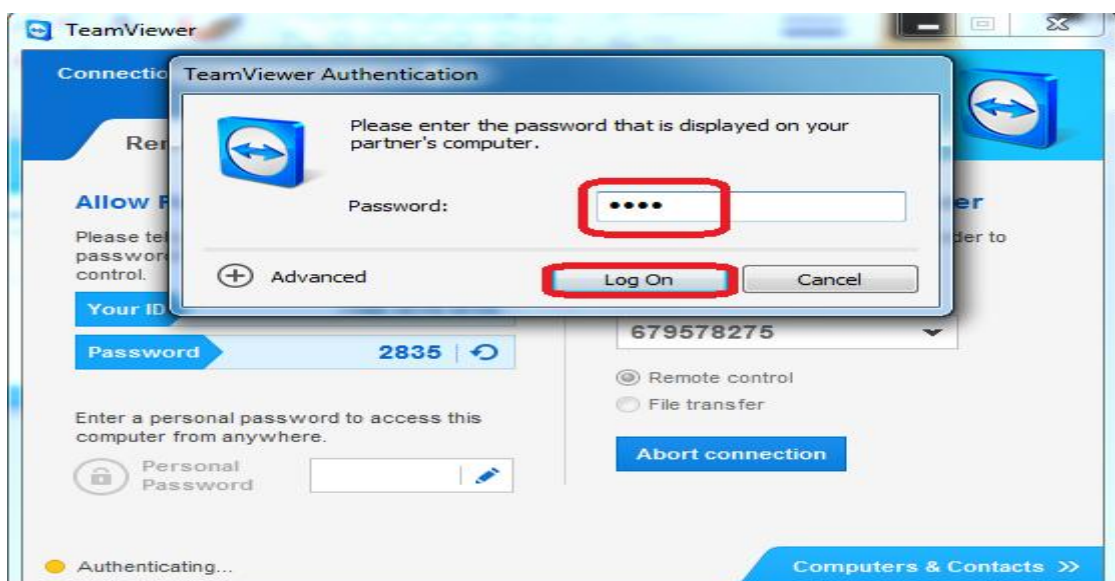 TeamViewer
Connectio
TeamViewer Authentication
Please enter the password that is displayed on your
partner's computer.
Password:
Advanced
Log On
Cancel
Rer
Allow
Please tel
password
control.
Your ID
Password 2835
Enter a personal password to access this
computer from anywhere.
Personal
Password
er
der to
679578275
Remote control
File transfer
Abort connection
Authenticating...
Computers & Contacts >>